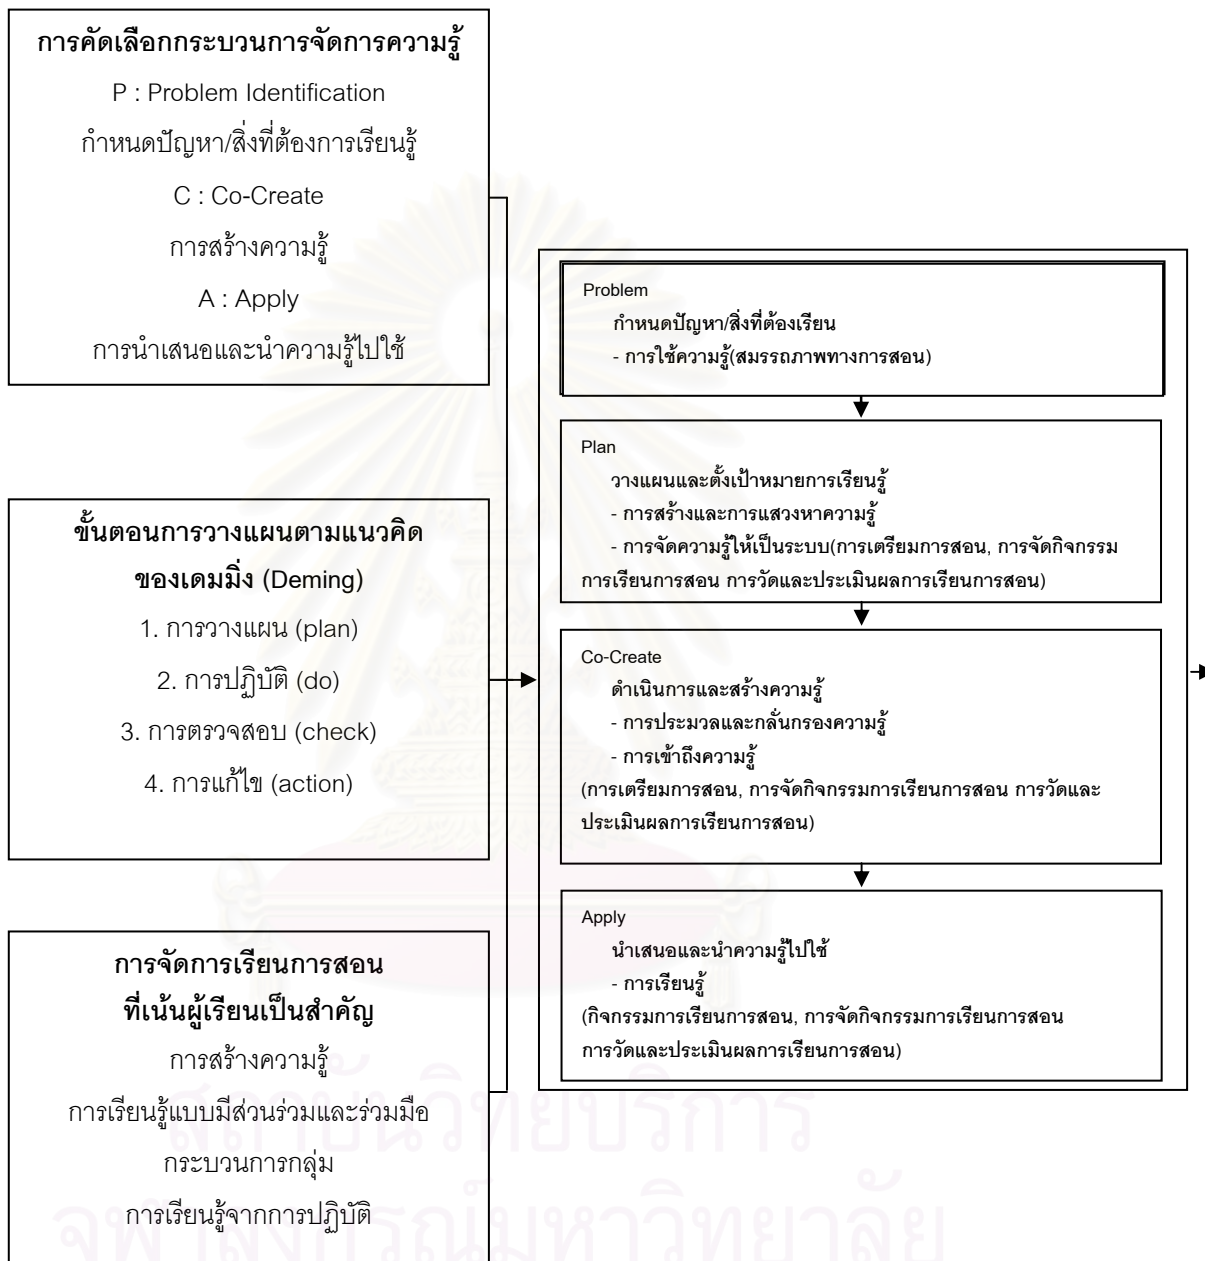 การคัดเลือกกระบวนการจัดการความรู้
P : Problem Identification
กำหนดปัญหา/สิ่งที่ต้องการเรียนรู้
C : Co-Create
การสร้างความรู้
A : Apply
การนำเสนอและนำความรู้ไปใช้
ขั้นตอนการวางแผนตามแนวคิด
ของเดมมิ่ง (Deming)
1. การวางแผน (plan)
2. การปฏิบัติ (do)
3. การตรวจสอบ (check)
4. การแก้ไข (action)
การจัดการเรียนการสอน
ที่เน้นผู้เรียนเป็นสำคัญ
การสร้างความรู้
การเรียนรู้แบบมีส่วนร่วมและร่วมมือ
กระบวนการกลุ่ม
การเรียนรู้จากการปฏิบัติ
Problem
กำหนดปัญหา/สิ่งที่ต้องเรียน
- การใช้ความรู้(สมรรถภาพทางการสอน)
Plan
วางแผนและตั้งเป้าหมายการเรียนรู้
- การสร้างและการแสวงหาความรู้
- การจัดความรู้ให้เป็นระบบ(การเตรียมการสอน, การจัดกิจกรรม
การเรียนการสอน การวัดและประเมินผลการเรียนการสอน)
Co-Create
ดำเนินการและสร้างความรู้
- การประมวลและกลั่นกรองความรู้
- การเข้าถึงความรู้
(การเตรียมการสอน, การจัดกิจกรรมการเรียนการสอน การวัดและ
ประเมินผลการเรียนการสอน)
Apply
นำเสนอและนำความรู้ไปใช้
- การเรียนรู้
(กิจกรรมการเรียนการสอน, การจัดกิจกรรมการเรียนการสอน
การวัดและประเมินผลการเรียนการสอน)
สถาบันวิทยบริการ
จุฬาลงกรณ์มหาวิทยาลัย